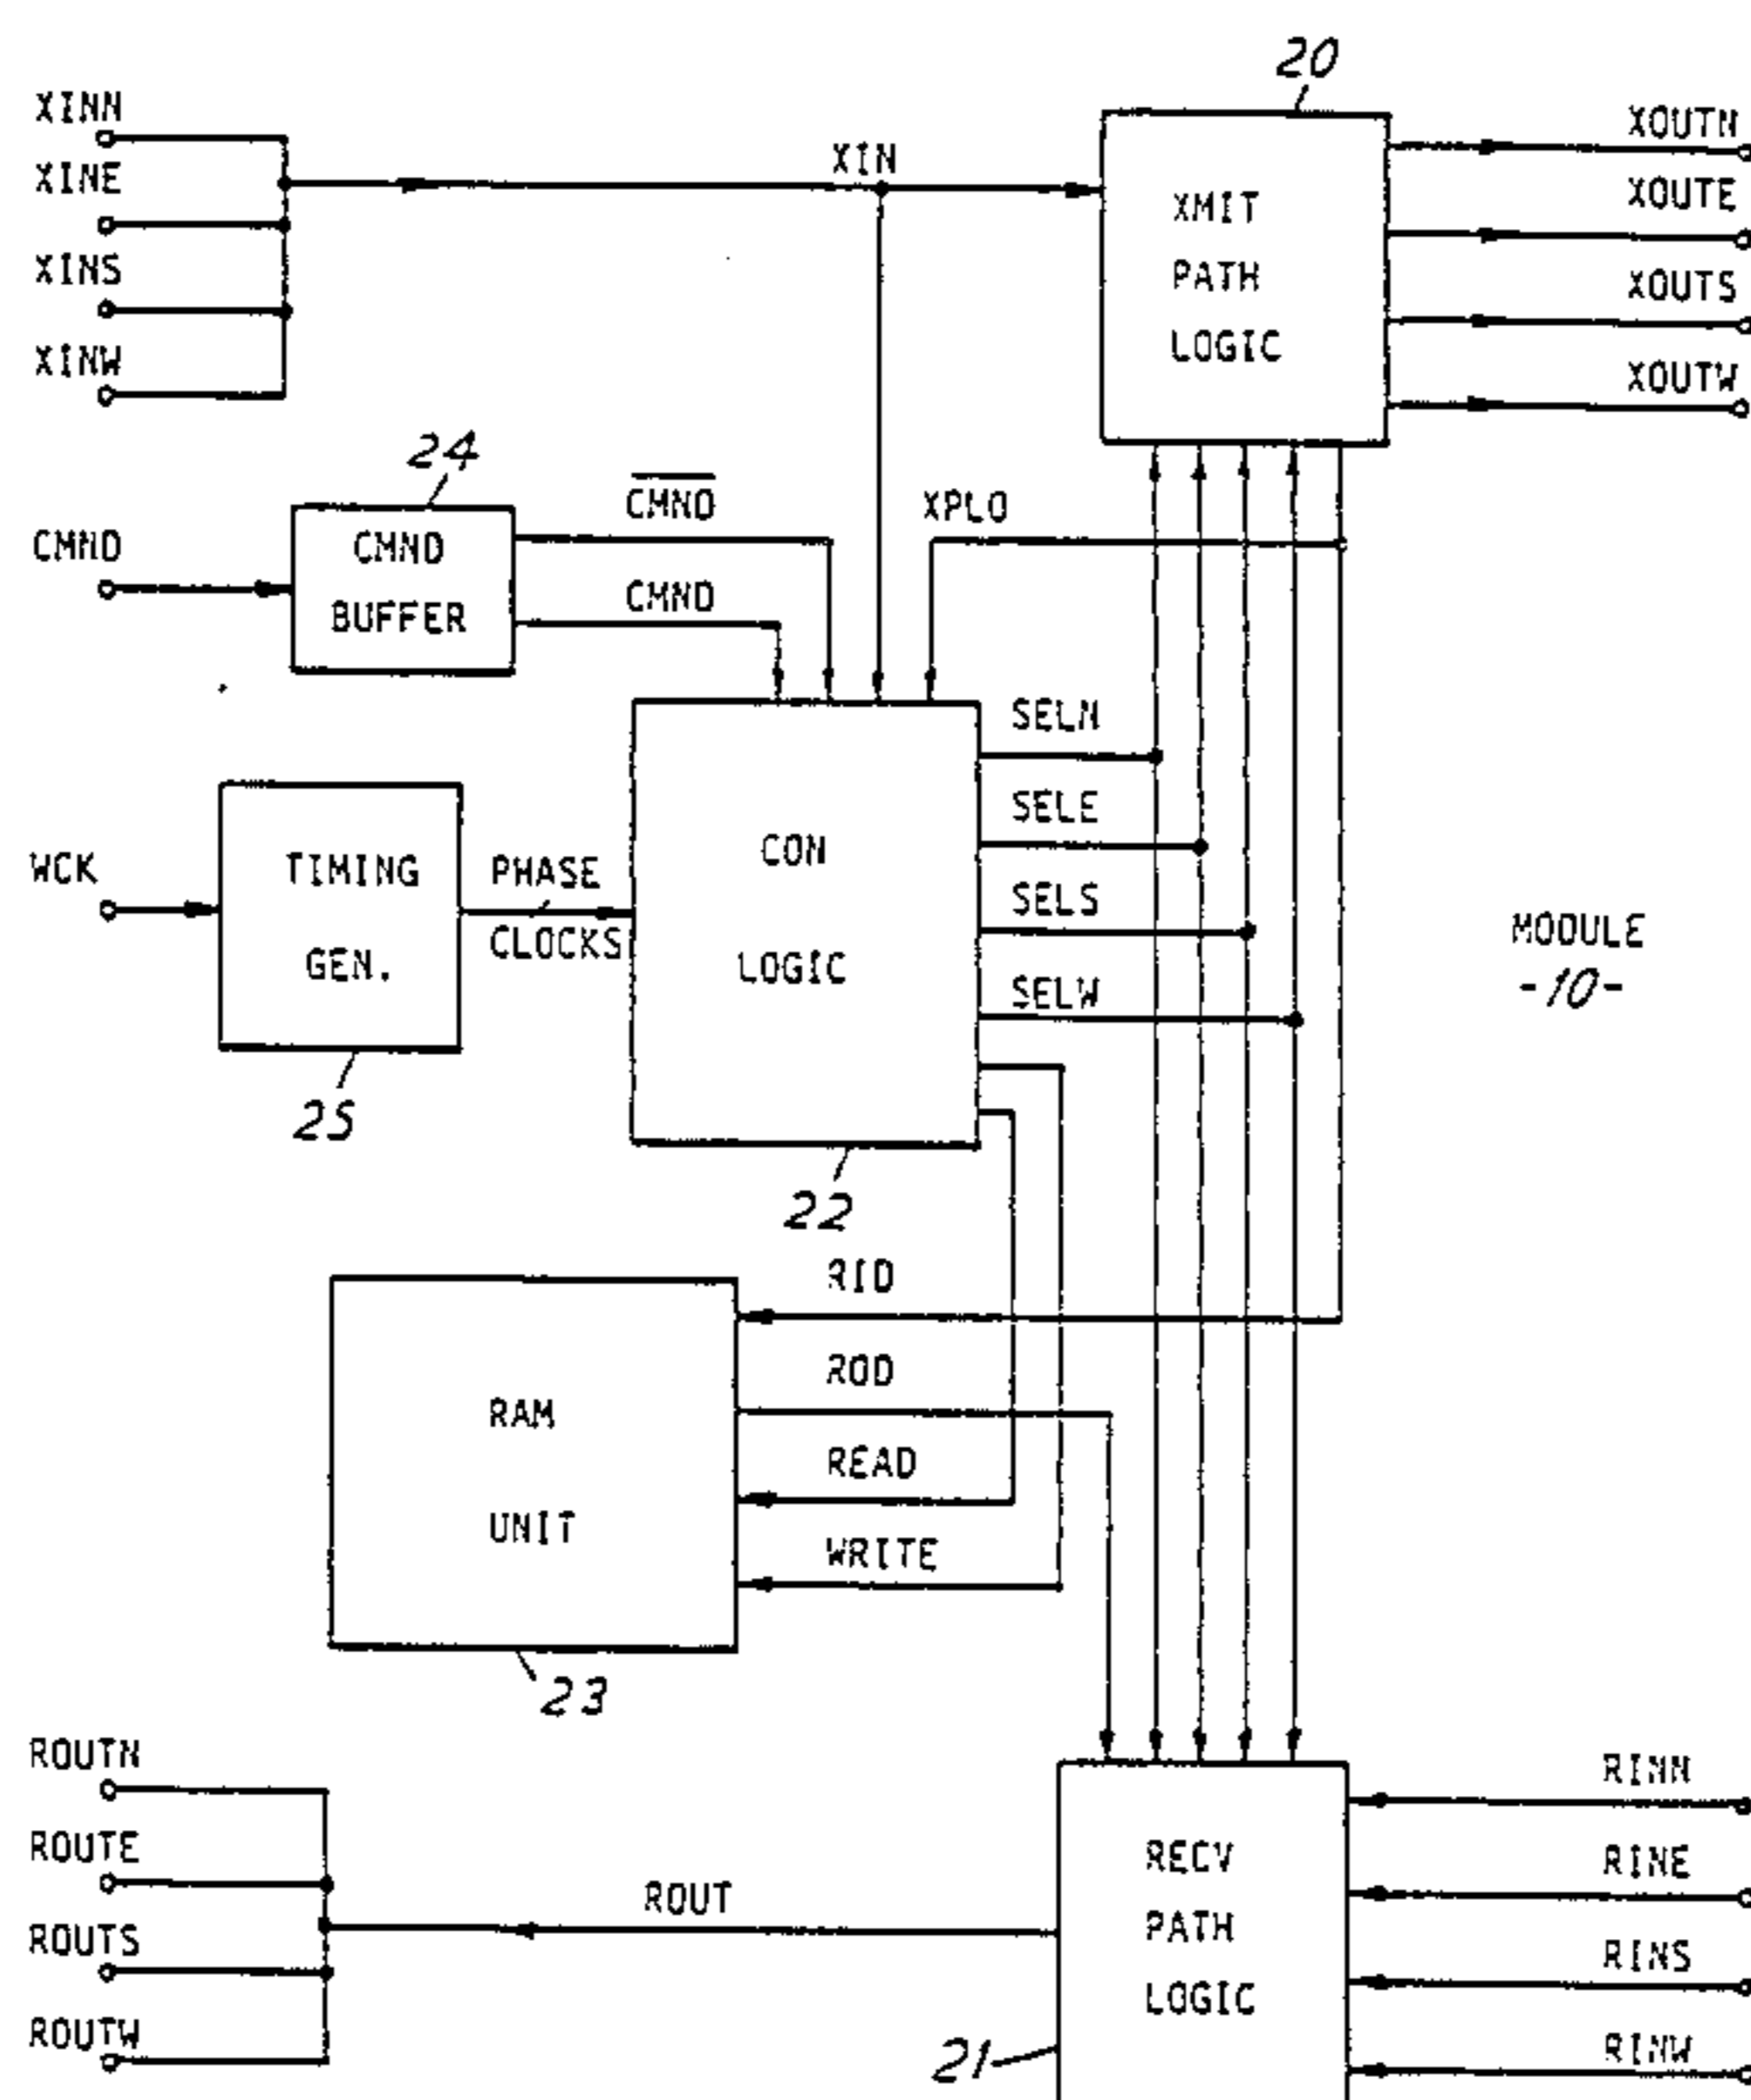 20
XINN
XINE
XINS
XINW
XIN
XMIT
PATH
LOGIC
XOUTN
XOUTE
XOUTS
XOUTW
24
CMND
CMND
BUFFER
CMND
CMND
XPLO
WCK
TIMING
GEN.
25
PHASE
CLOCKS
CON
LOGIC
22
SELN
SELE
SELS
SELW
MODULE
-10-
RAM
UNIT
23
RID
ROD
READ
WRITE
ROUTN
ROUTE
ROUTS
ROUTW
ROUT
RECV
PATH
LOGIC
21
RINN
RINE
RINS
RINW